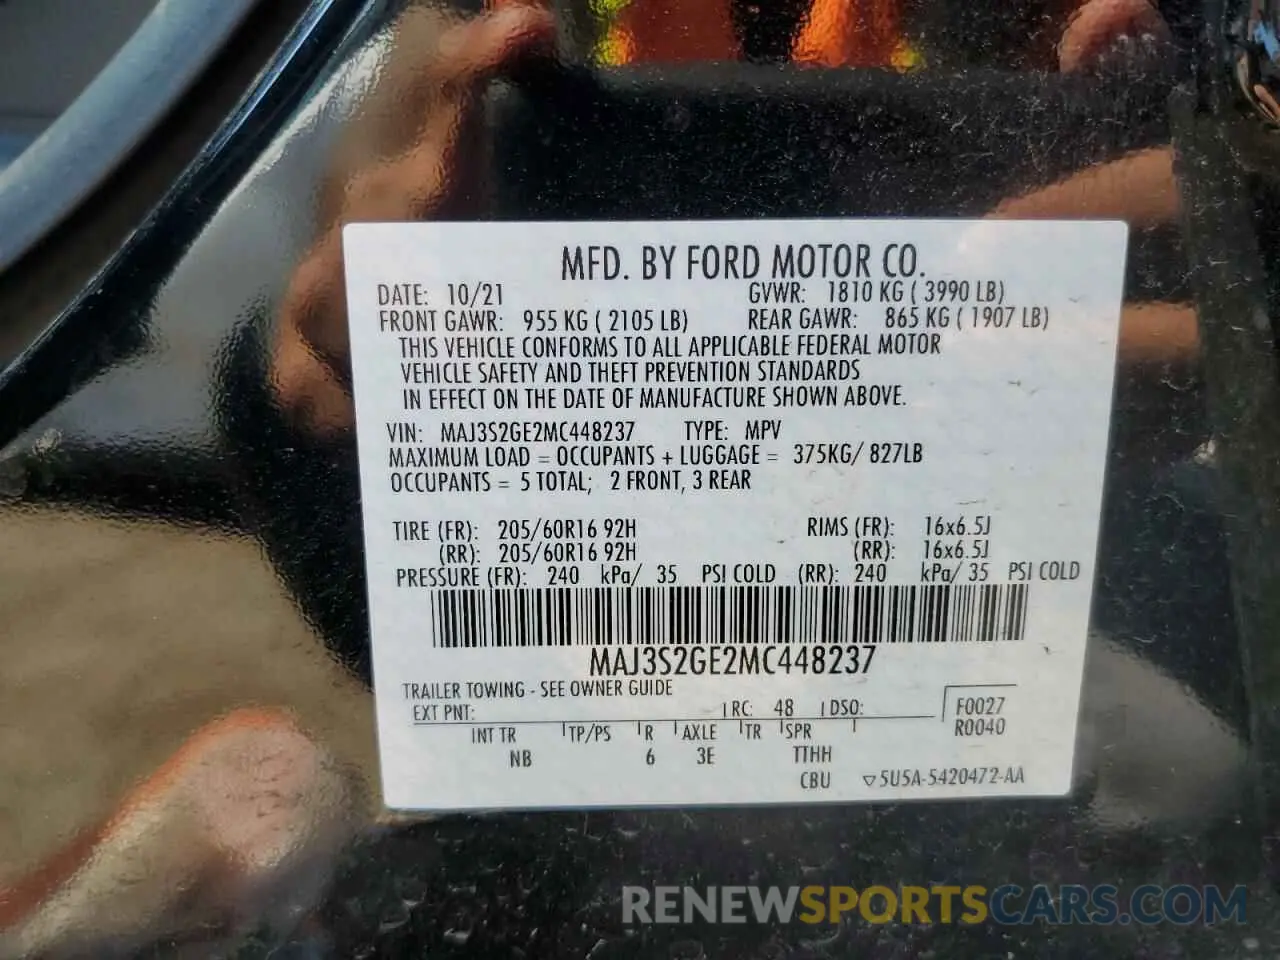 MFD. BY FORD MOTOR CO.
DATE: 10/21 GVWR: 1810 KG ( 3990 LB)
FRONT GAWR: 955 KG ( 2105 LB) REAR GAWR: 865 KG ( 1907 LB)
THIS VEHICLE CONFORMS TO ALL APPLICABLE FEDERAL MOTOR
VEHICLE SAFETY AND THEFT PREVENTION STANDARDS
IN EFFECT ON THE DATE OF MANUFACTURE SHOWN ABOVE.
VIN: MAJ3S2GE2MC448237 TYPE: MPV
MAXIMUM LOAD = OCCUPANTS + LUGGAGE = 375KG/ 827LB
OCCUPANTS = 5 TOTAL; 2 FRONT, 3 REAR
TIRE (FR): 205/60R16 92H RIMS (FR): 16x6.5J
(RR): 205/60R16 92H (RR): 16x6.5J
PRESSURE (FR): 240 kPa/ 35 PSI COLD (RR): 240 kPa/ 35 PSI COLD
MAJ3S2GE2MC448237
TRAILER TOWING - SEE OWNER GUIDE
EXT PNT: RC: 48 DSO: F0027
INT TR TP/PS R AXLE TR SPR R0040
NB 6 3E TTHH
CBU ▽5U5A-5420472-AA
RENEWSPORTSCARS.COM